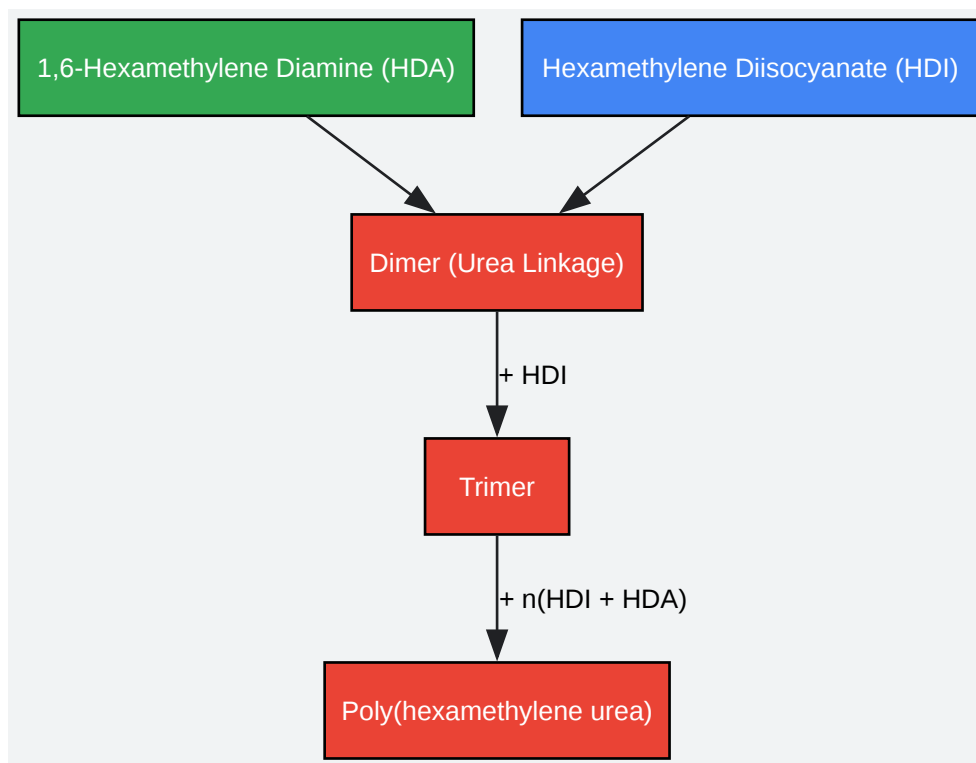 1,6-Hexamethylene Diamine (HDA)
Hexamethylene Diisocyanate (HDI)
Dimer (Urea Linkage)
+ HDI
Trimer
+ n(HDI + HDA)
Poly(hexamethylene urea)